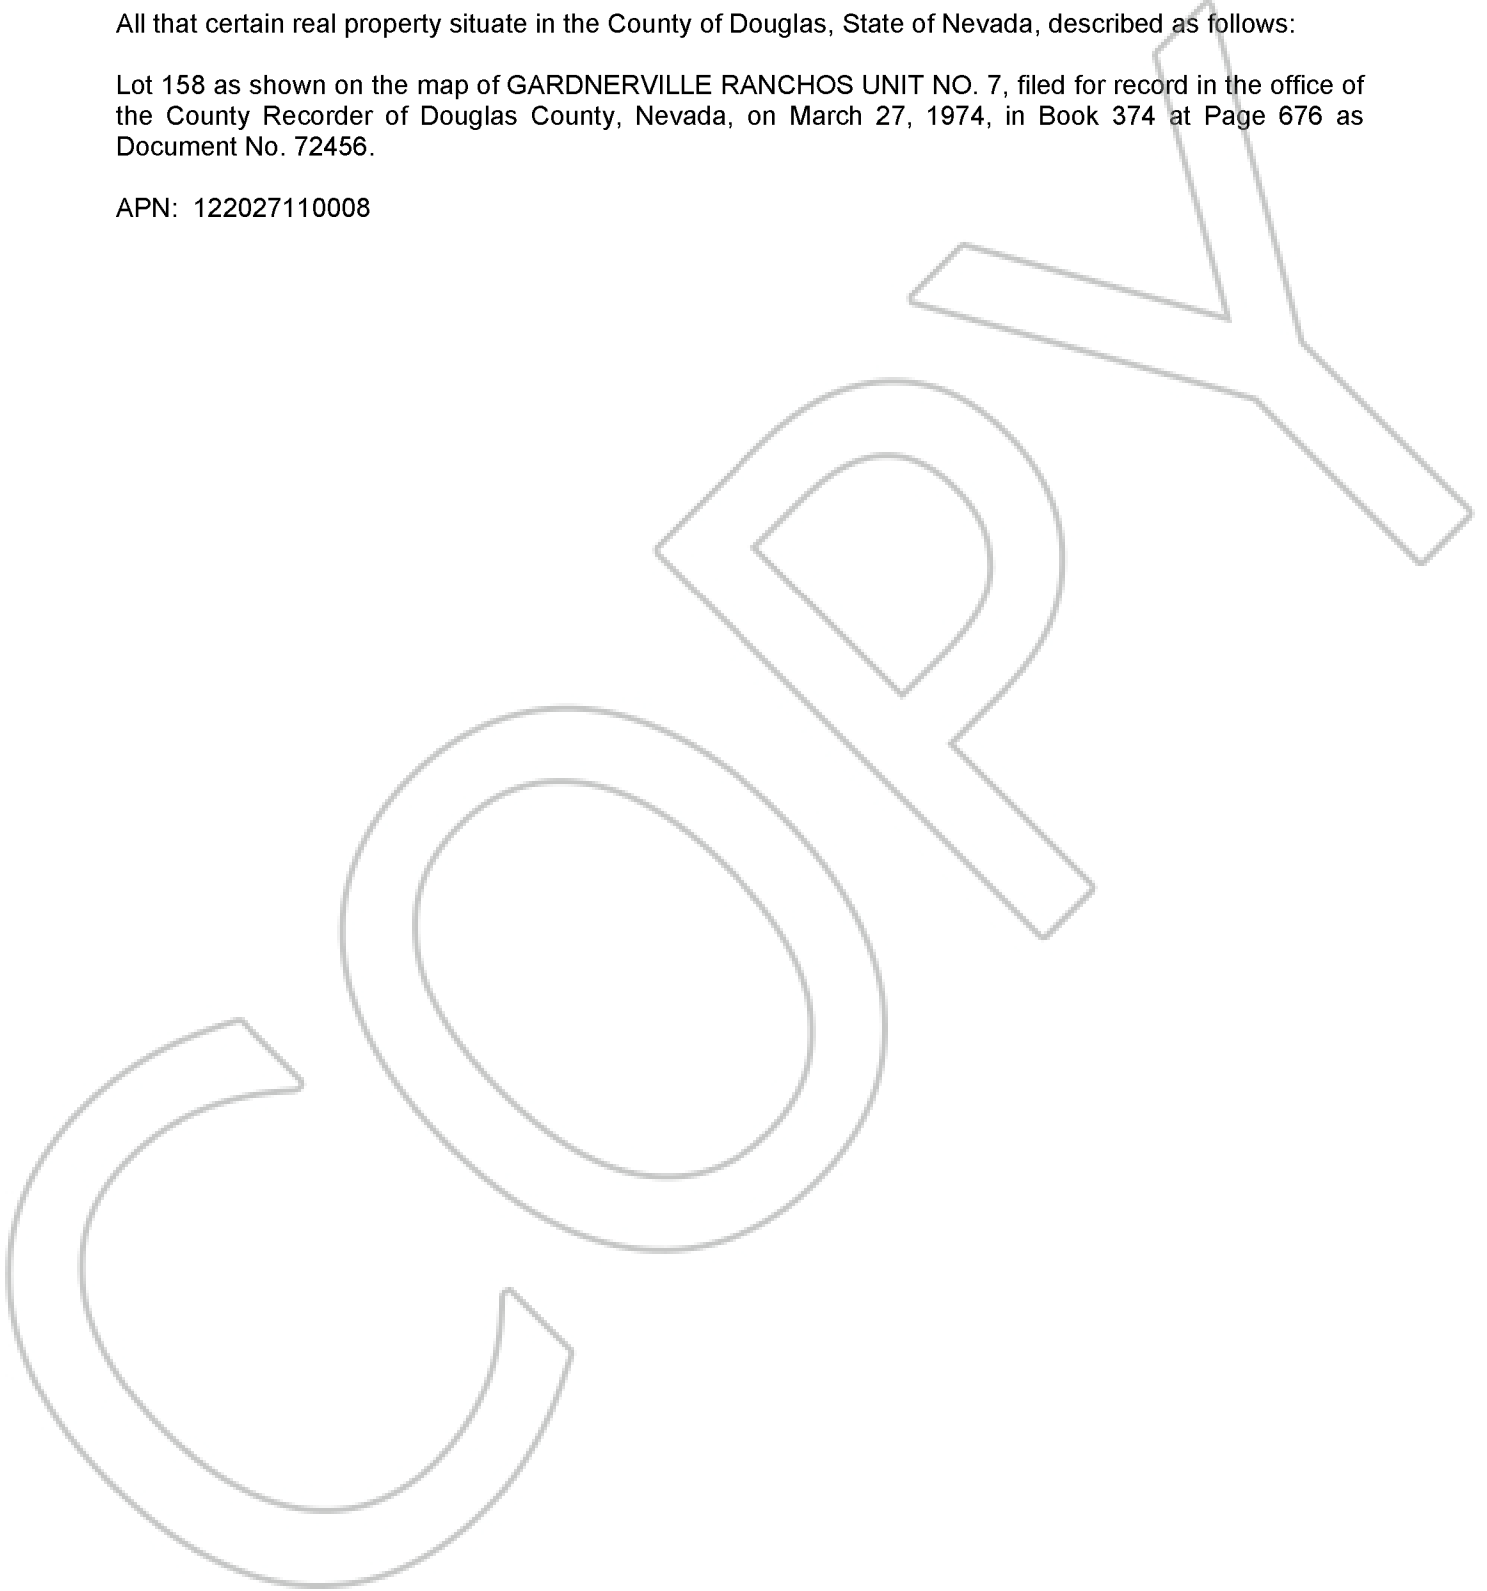 All that certain real property situate in the County of Douglas, State of Nevada, described as follows:
Lot 158 as shown on the map of GARDNERVILLE RANCHOS UNIT NO. 7, filed for record in the office of
the County Recorder of Douglas County, Nevada, on March 27, 1974, in Book 374 at Page 676 as
Document No. 72456.
APN:  122027110008
COPY